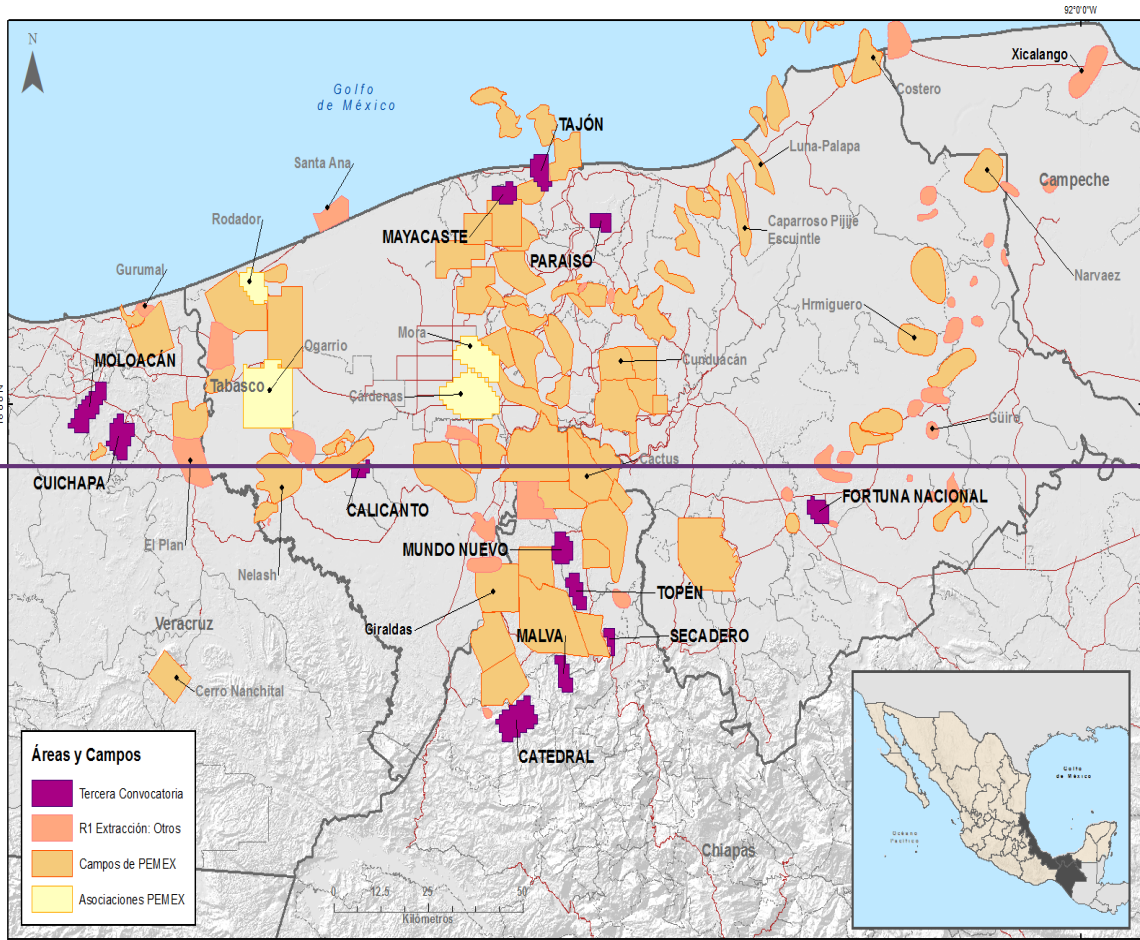 92°0'0"W
N
Xicalango
Golfo
de México
Costero
TAJÓN
Luna-Palapa
Santa Ana
Campeche
Rodador
MAYACASTE
Caparroso Pijije
Escuintle
PARAISO
Gurumal
Narvaez
Hrmiguero
Mora
Ogarrio
MOLOACÁN
Cunduacán
Tabasco
Cárdenas
Güiro
Cactus
CUICHAPA
FORTUNA NACIONAL
CALICANTO
El Plan
MUNDO NUEVO
Nelash
TOPÉN
Veracruz
Giraldas
MALVA
SECADERO
Cerro Nanchital
CATEDRAL
Chiapas
0 12.5 25 50
Kilómetros
Áreas y Campos
Tercera Convocatoria
R1 Extracción: Otros
Campos de PEMEX
Asociaciones PEMEX
Golfo
de México
Océano
Pacífico